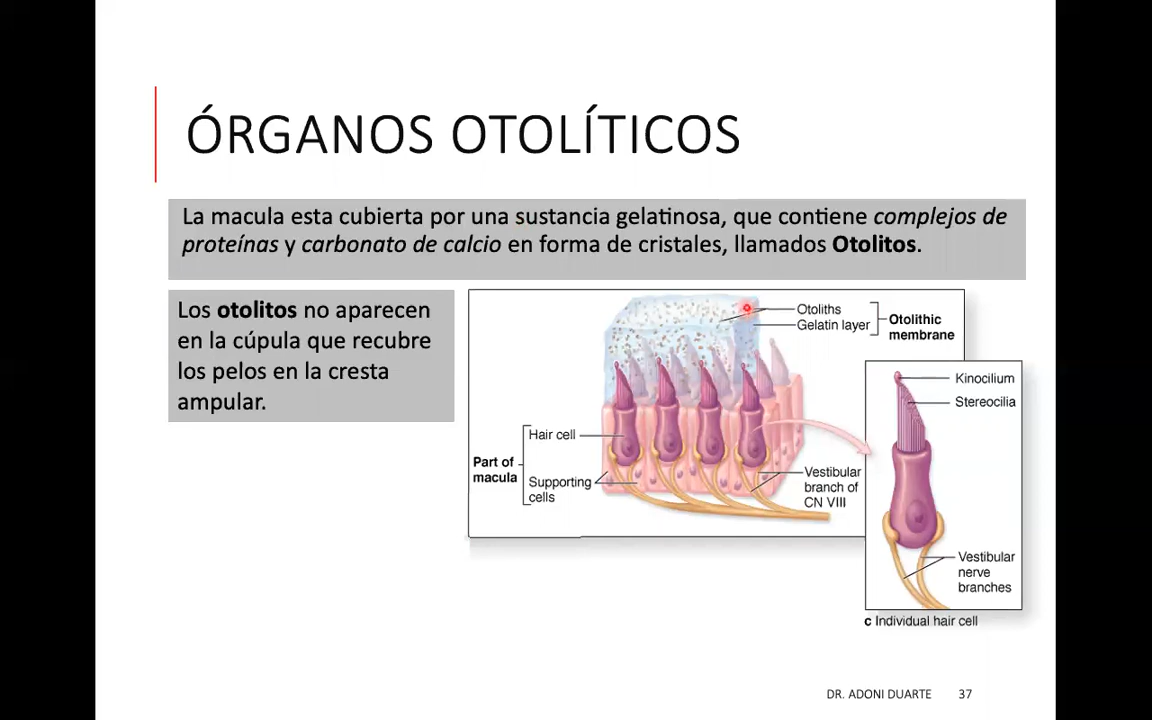 ÓRGANOS OTOLÍTICOS
La macula esta cubierta por una sustancia gelatinosa, que contiene complejos de
proteínas y carbonato de calcio en forma de cristales, llamados Otolitos.
Los otolitos no aparecen
en la cúpula que recubre
los pelos en la cresta
ampular.
Otoliths
Gelatin layer
Otolithic
membrane
Kinocilium
Stereocilia
Hair cell
Part of
macula
Supporting
cells
Vestibular
branch of
CN VIII
Vestibular
nerve
branches
c Individual hair cell
DR. ADONI DUARTE 37